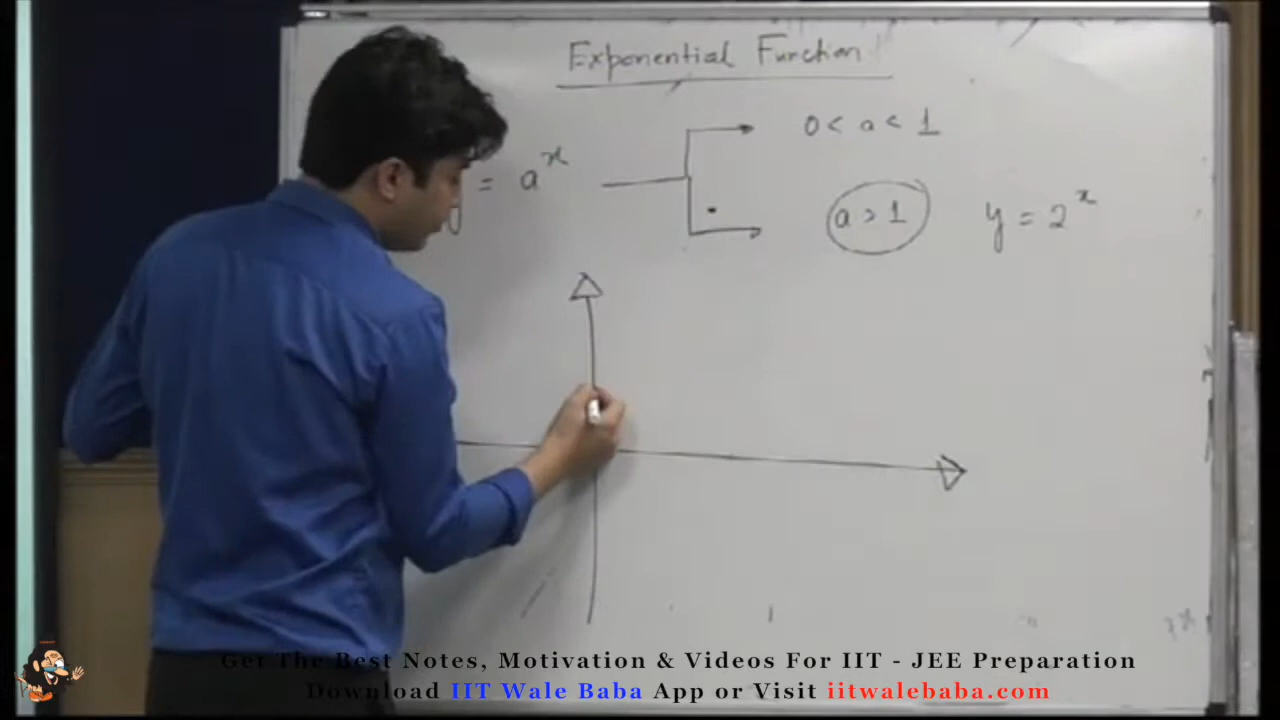 Exponential Function
y = a^x
0 < a < 1
a > 1
y = 2^x
Get The Best Notes, Motivation & Videos For IIT - JEE Preparation
Download IIT Wale Baba App or Visit iitwalebaba.com